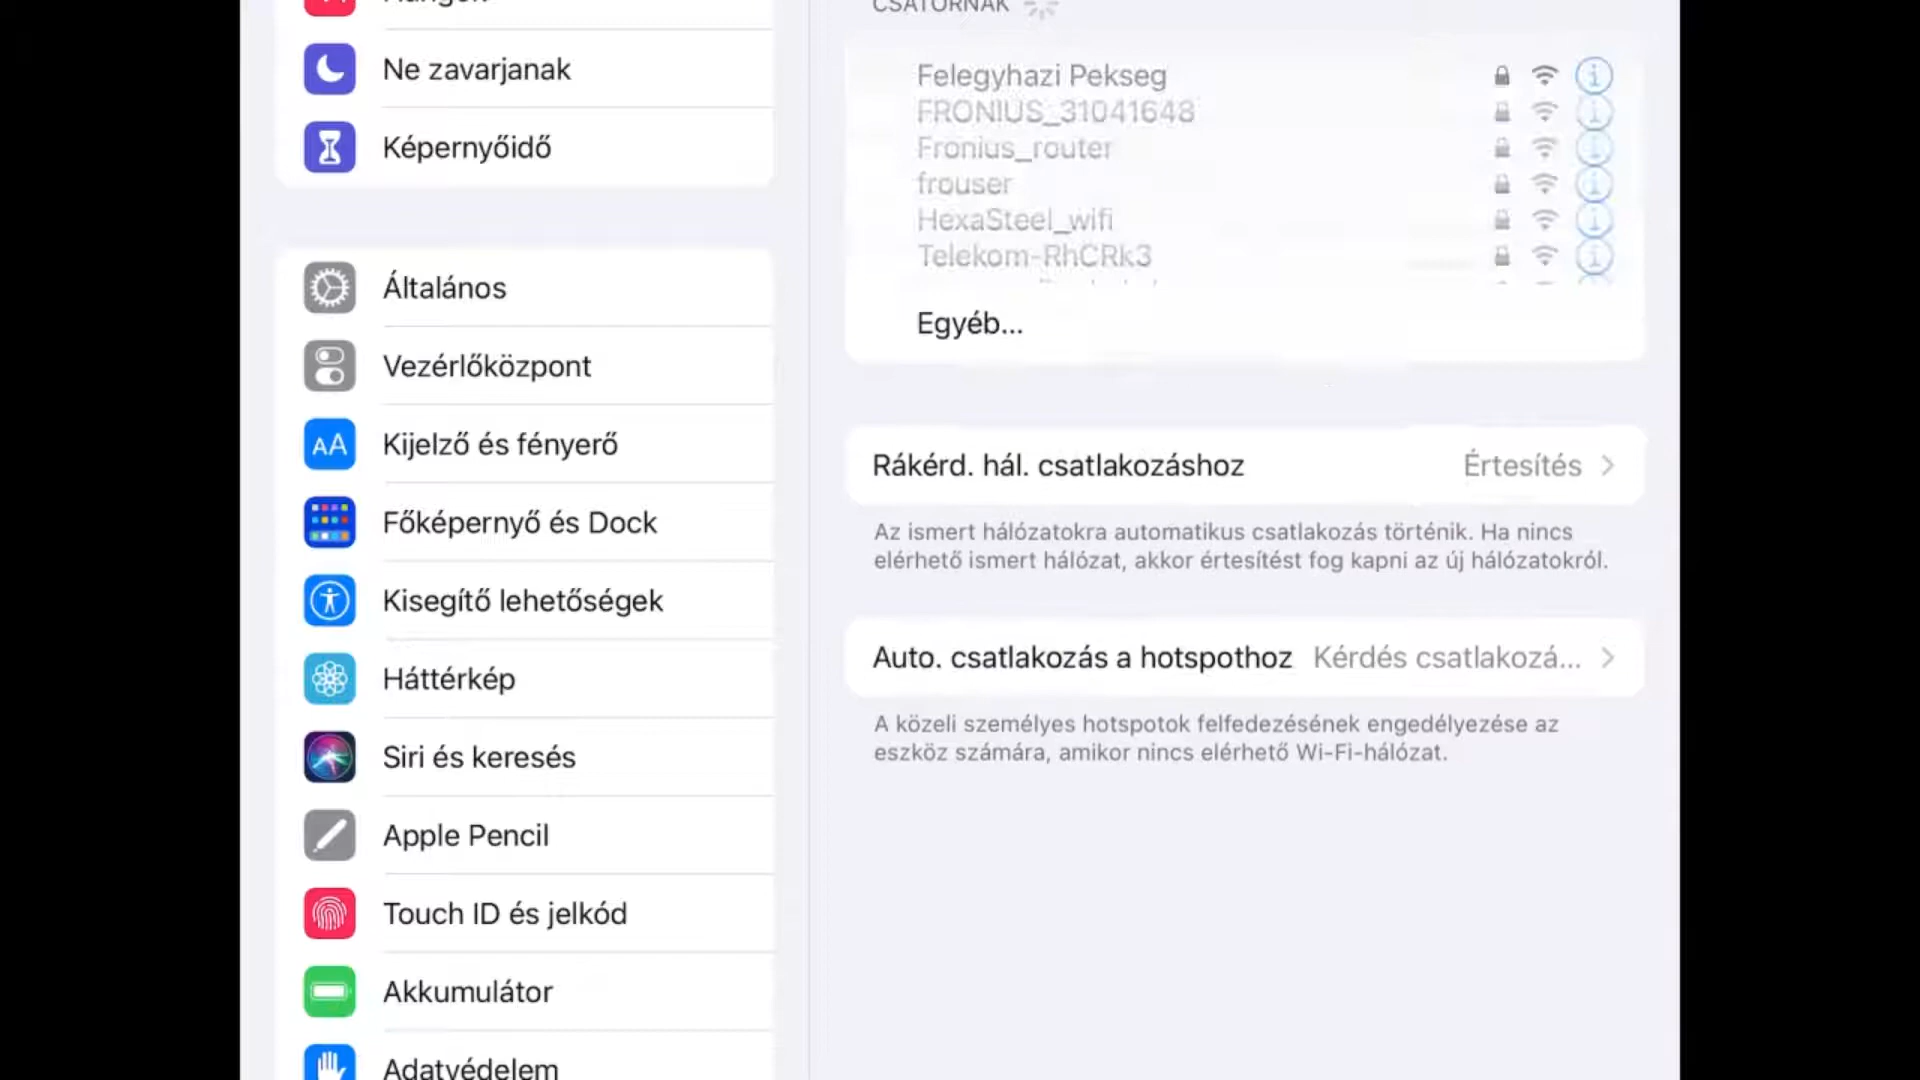 Ne zavarjanak
Képernyőidő
Általános
Vezérlőközpont
Kijelző és fényerő
Főképernyő és Dock
Kisegítő lehetőségek
Háttérkép
Siri és keresés
Apple Pencil
Touch ID és jelkód
Akkumulátor
Adatvédelem
CSATORNÁK
Felegyhazi Pekseg
FRONIUS_31041648
Fronius_router
frouser
HexaSteel_wifi
Telekom-RhCRk3
Egyéb...
Rákérd. hál. csatlakozáshoz Értesítés
Az ismert hálózatokra automatikus csatlakozás történik. Ha nincs
elérhető ismert hálózat, akkor értesítést fog kapni az új hálózatokról.
Auto. csatlakozás a hotspothoz Kérdés csatlakozá...
A közeli személyes hotspotok felfedezésének engedélyezése az
eszköz számára, amikor nincs elérhető Wi-Fi-hálózat.